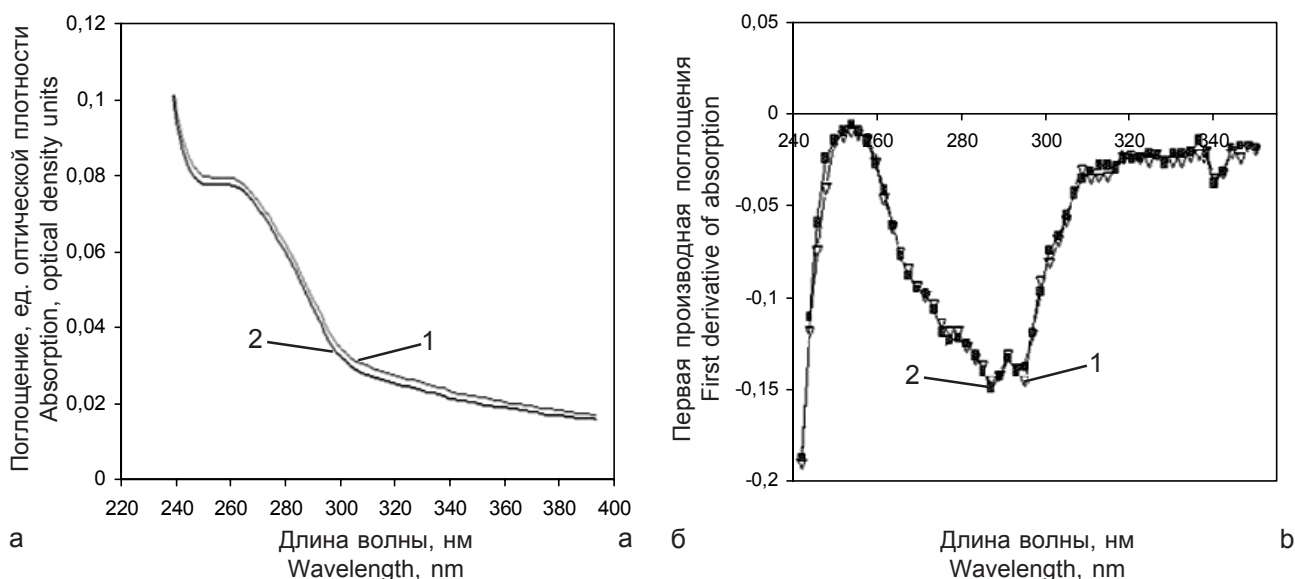 Поглощение, ед. оптической плотности
Absorption, optical density units
0,12
0,1
0,08
0,06
0,04
0,02
0
220 240 260 280 300 320 340 360 380 400
2
1
а
Длина волны, нм
Wavelength, nm
a
Первая производная поглощения
First derivative of absorption
0,05
0
-0,05
-0,1
-0,15
-0,2
240 260 280 300 320 340
2
1
б
Длина волны, нм
Wavelength, nm
b